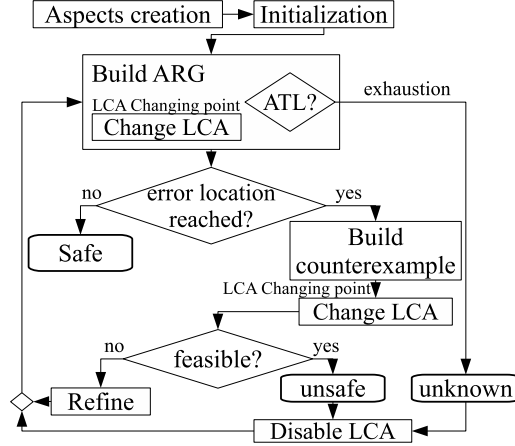 Aspects creation
Initialization
Build ARG
ATL?
exhaustion
LCA Changing point
Change LCA
no
error location
reached?
yes
Safe
Build
counterexample
LCA Changing point
Change LCA
no
feasible?
yes
Refine
unsafe
unknown
Disable LCA